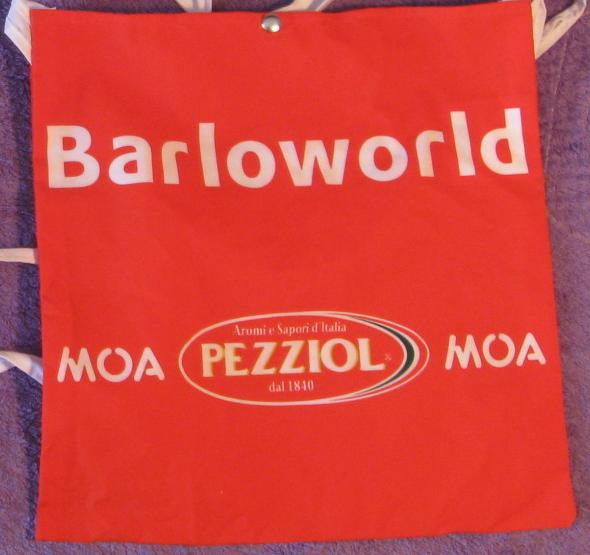 Barloworld
Aromi e Sapori d'Italia
MOA PEZZIOL MOA
dal 1840